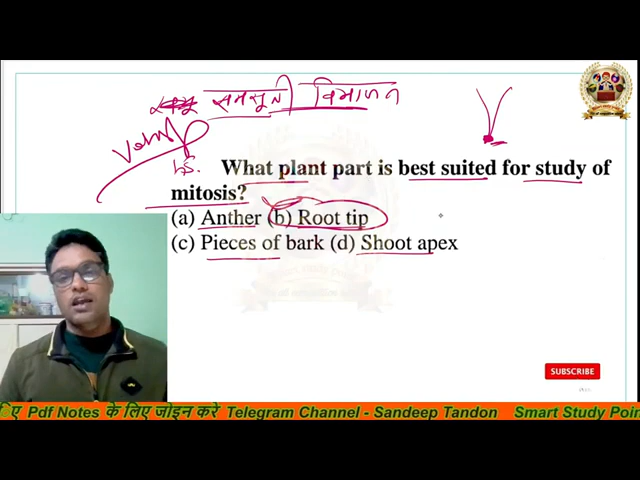 समसूत्री विभाजन
What plant part is best suited for study of
mitosis?
(a) Anther (b) Root tip
(c) Pieces of bark (d) Shoot apex
SUBSCRIBE
Pdf Notes के लिए जोइन करे Telegram Channel - Sandeep Tandon Smart Study Poin